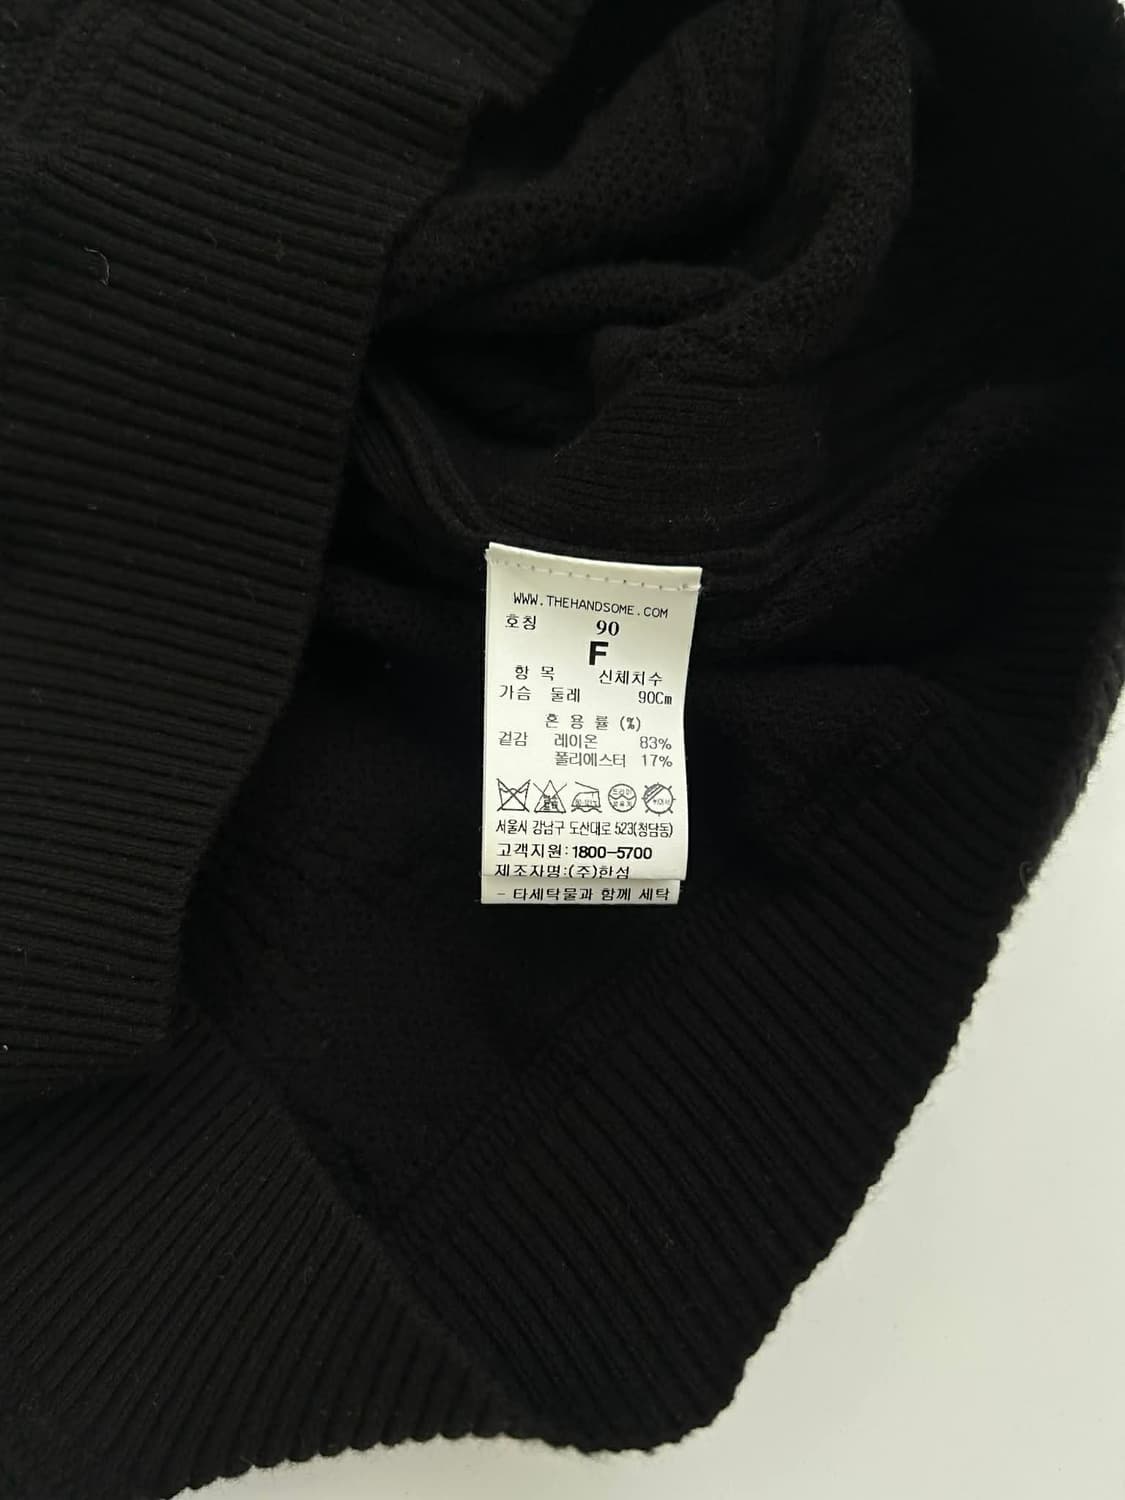 WWW.THEHANDSOME.COM
호칭 90
F
항 목 신체치수
가슴 둘레 90Cm
혼 용 률 (%)
겉감 레이온 83%
폴리에스터 17%
서울시 강남구 도산대로 523(청담동)
고객지원:1800-5700
제조자명:(주)한섬
- 타세탁물과 함께 세탁